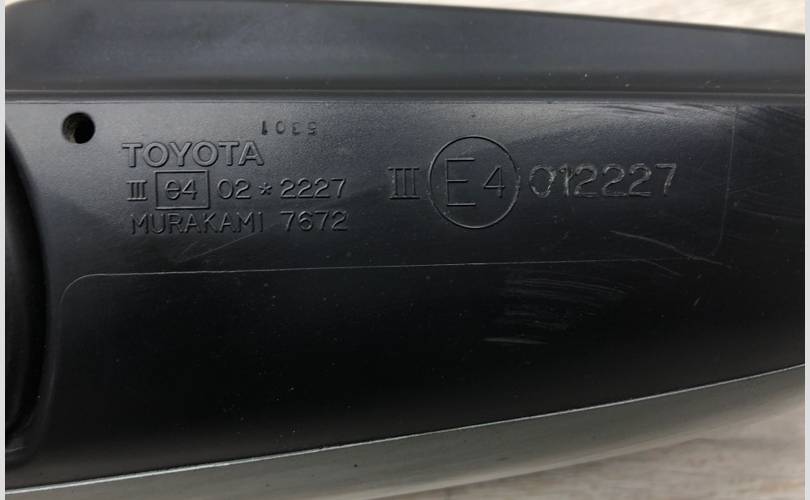 5301
TOYOTA
III e4 02 * 2227
MURAKAMI 7672
III E4 012227